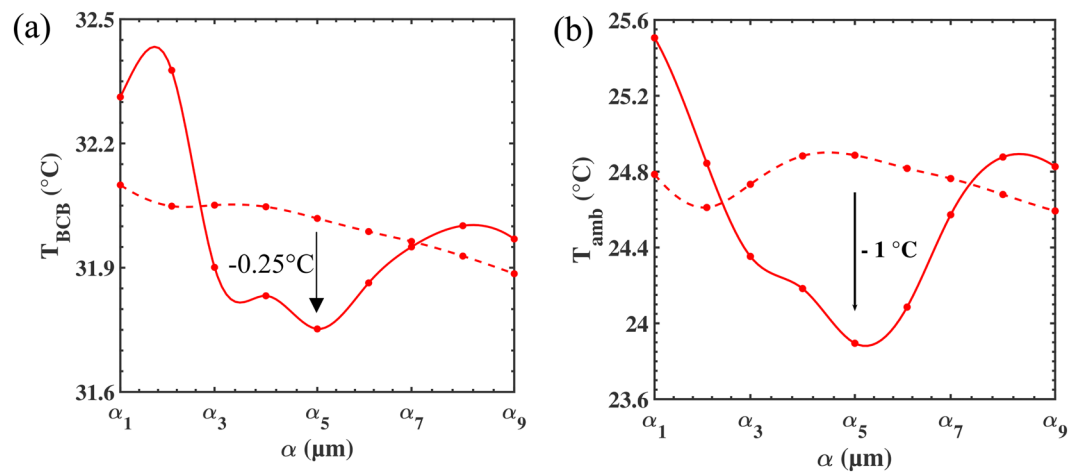 (a)
32.5
32.2
31.9
31.6
T_BCB (°C)
-0.25°C
α₁ α₃ α₅ α₇ α₉
α (μm)
(b)
25.6
25.2
24.8
24.4
24
23.6
T_amb (°C)
- 1 °C
α₁ α₃ α₅ α₇ α₉
α (μm)